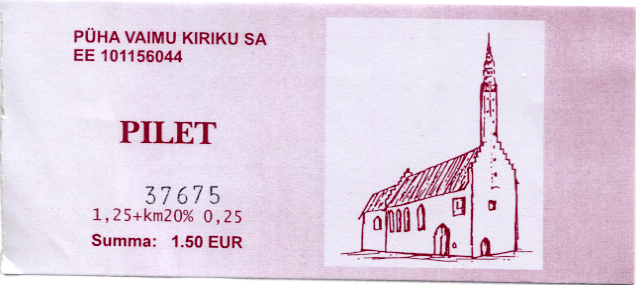 PÜHA VAIMU KIRIKU SA
EE 101156044
PILET
37675
1,25+km20% 0,25
Summa: 1.50 EUR